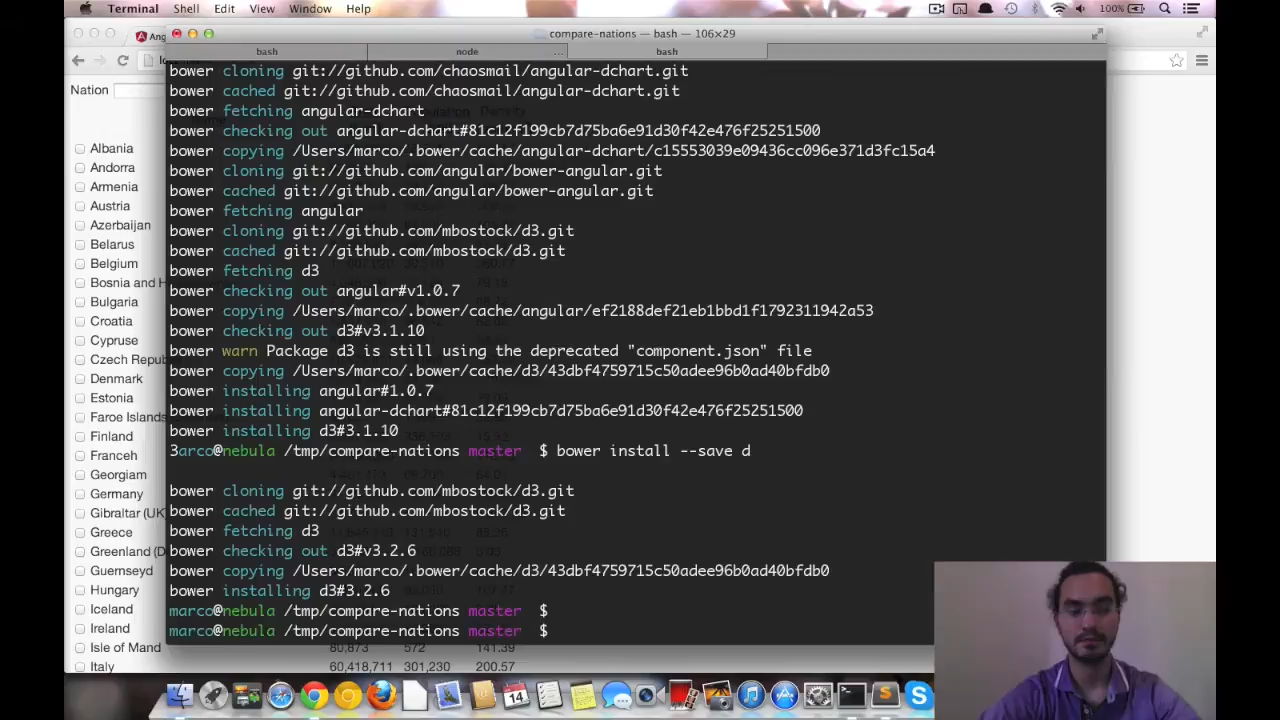 Terminal Shell Edit View Window Help 100%
compare-nations — bash — 106×29
Ang
bash node ... bash
bower cloning git://github.com/chaosmail/angular-dchart.git
Nation
bower cached git://github.com/chaosmail/angular-dchart.git
bower fetching angular-dchart
bower checking out angular-dchart#81c12f199cb7d75ba6e91d30f42e476f25251500
Albania
bower copying /Users/marco/.bower/cache/angular-dchart/c15553039e09436cc096e371d3fc15a4
Andorra
bower cloning git://github.com/angular/bower-angular.git
Armenia
bower cached git://github.com/angular/bower-angular.git
Austria
bower fetching angular
Azerbaijan
bower cloning git://github.com/mbostock/d3.git
Belarus
bower cached git://github.com/mbostock/d3.git
Belgium
bower fetching d3
Bosnia and H
bower checking out angular#v1.0.7
Bulgaria
bower copying /Users/marco/.bower/cache/angular/ef2188def21eb1bbd1f1792311942a53
Croatia
bower checking out d3#v3.1.10
Cypruse
bower warn Package d3 is still using the deprecated "component.json" file
Czech Repub
bower copying /Users/marco/.bower/cache/d3/43dbf4759715c50adee96b0ad40bfdb0
Denmark
bower installing angular#1.0.7
Estonia
bower installing angular-dchart#81c12f199cb7d75ba6e91d30f42e476f25251500
Faroe Islands
bower installing d3#3.1.10
Finland
3arco@nebula /tmp/compare-nations master $ bower install --save d
Franceh
Georgiam
bower cloning git://github.com/mbostock/d3.git
Germany
bower cached git://github.com/mbostock/d3.git
Gibraltar (UK)
bower fetching d3
Greece
bower checking out d3#v3.2.6
Greenland (D
bower copying /Users/marco/.bower/cache/d3/43dbf4759715c50adee96b0ad40bfdb0
Guernseyd
bower installing d3#3.2.6
Hungary
marco@nebula /tmp/compare-nations master $
Iceland
marco@nebula /tmp/compare-nations master $
Ireland
Isle of Mand 80,873 572 141.39
Italy 60,418,711 301,230 200.57
14